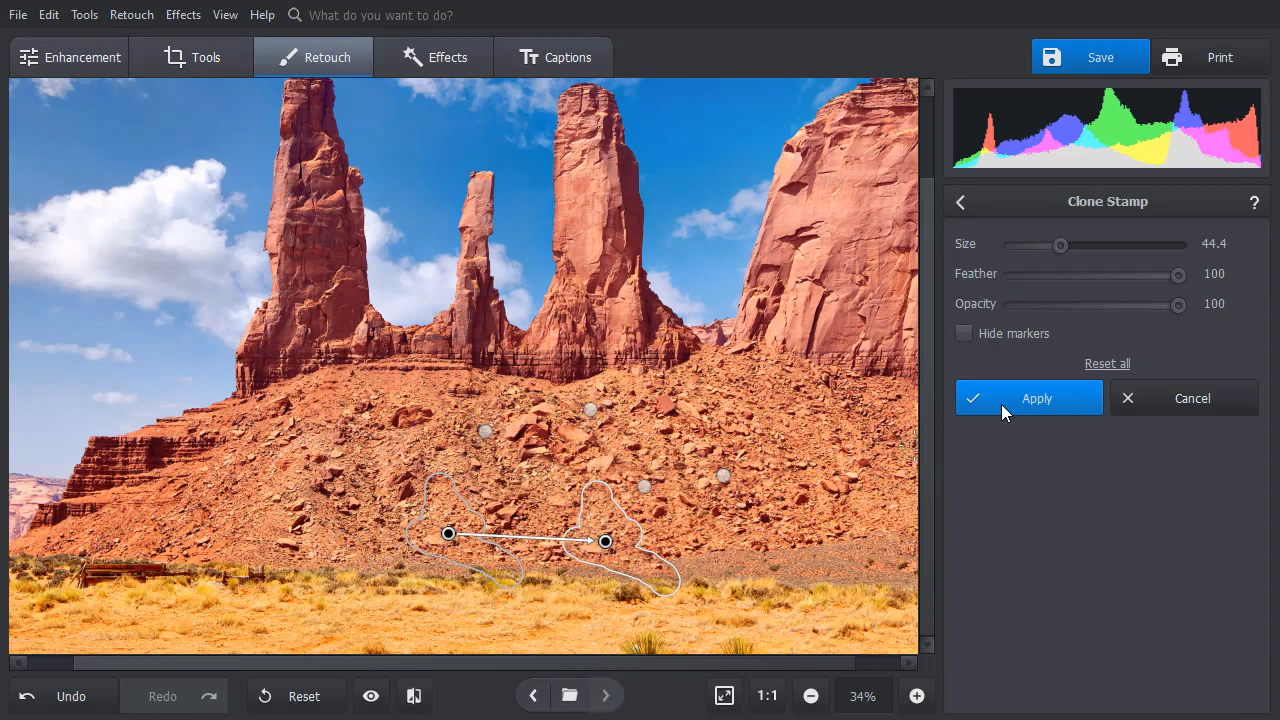 File Edit Tools Retouch Effects View Help What do you want to do?
Enhancement Tools Retouch Effects Captions Save Print
Clone Stamp ?
Size 44.4
Feather 100
Opacity 100
Hide markers
Reset all
Apply Cancel
Undo Redo Reset 1:1 34%